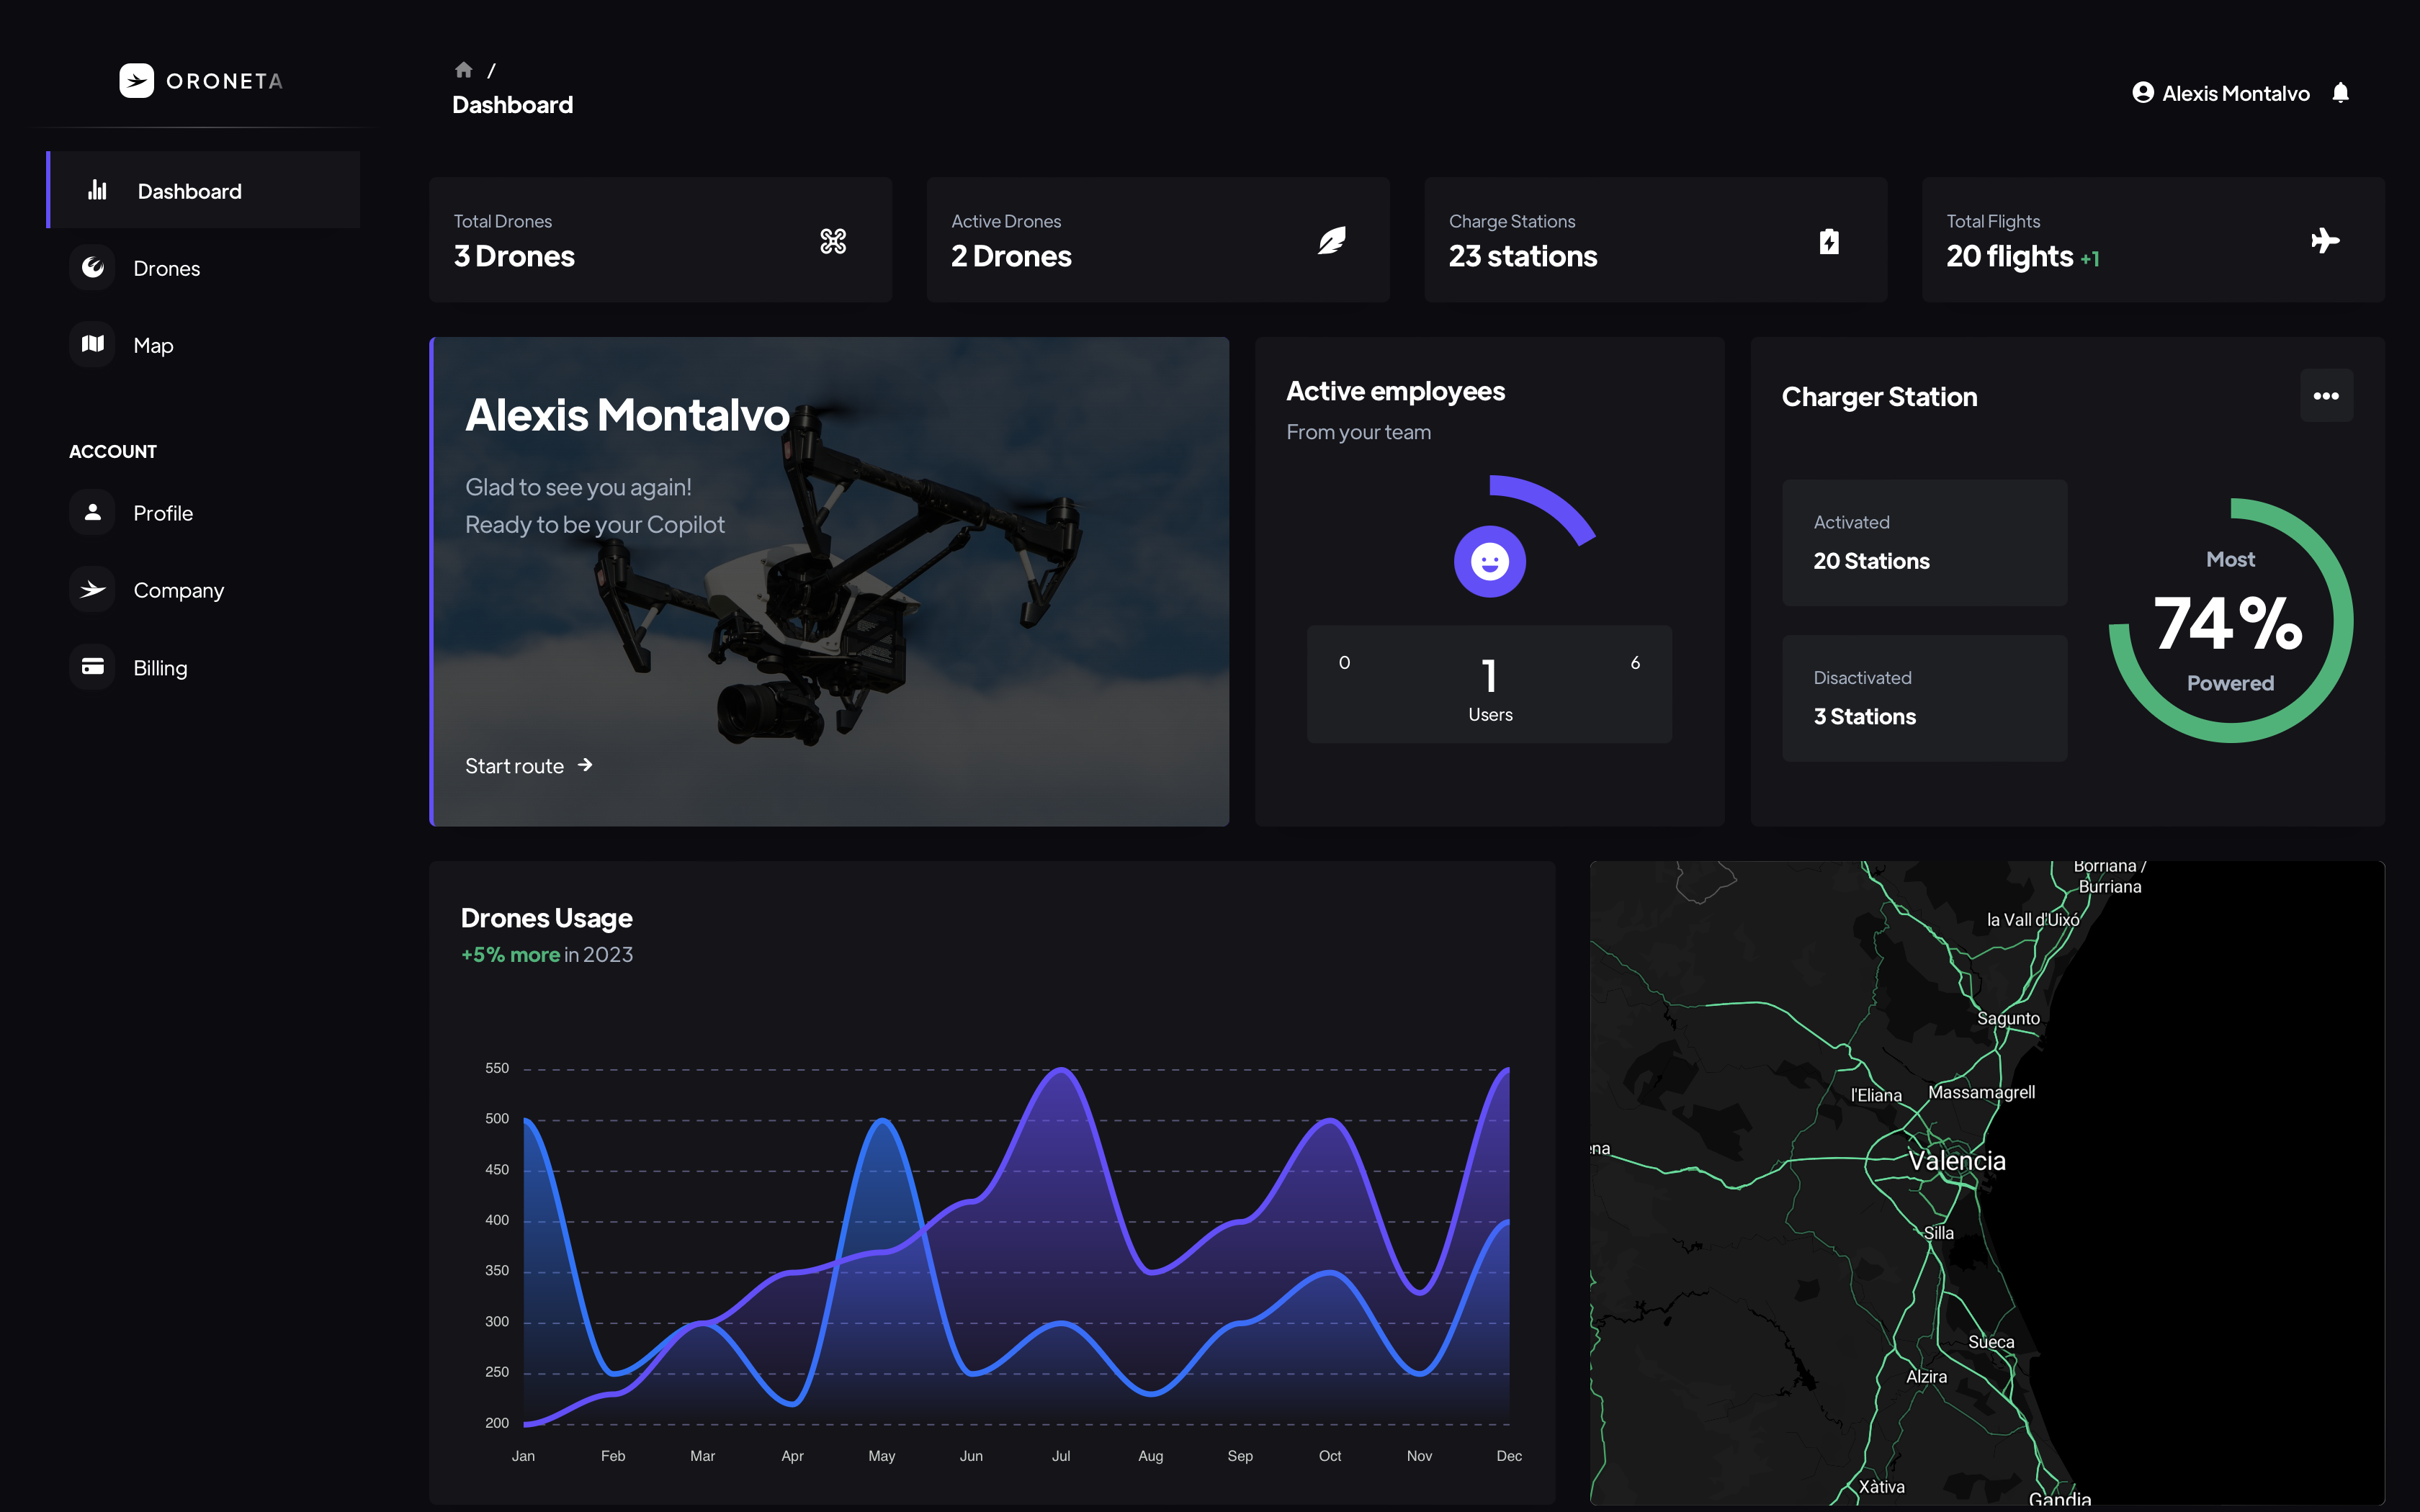 ORONETA
Dashboard
Drones
Map
ACCOUNT
Profile
Company
Billing
/
Dashboard
Alexis Montalvo
Total Drones
3 Drones
Active Drones
2 Drones
Charge Stations
23 stations
Total Flights
20 flights +1
Alexis Montalvo
Glad to see you again!
Ready to be your Copilot
Start route
Active employees
From your team
0
1
6
Users
Charger Station
Activated
20 Stations
Disactivated
3 Stations
Most
74%
Powered
Drones Usage
+5% more in 2023
550
500
450
400
350
300
250
200
Jan Feb Mar Apr May Jun Jul Aug Sep Oct Nov Dec
Borriana /
Burriana
la Vall d'Uixó
Sagunto
l'Eliana
Massamagrell
ena
Valencia
Silla
Sueca
Alzira
Xàtiva
Gandia